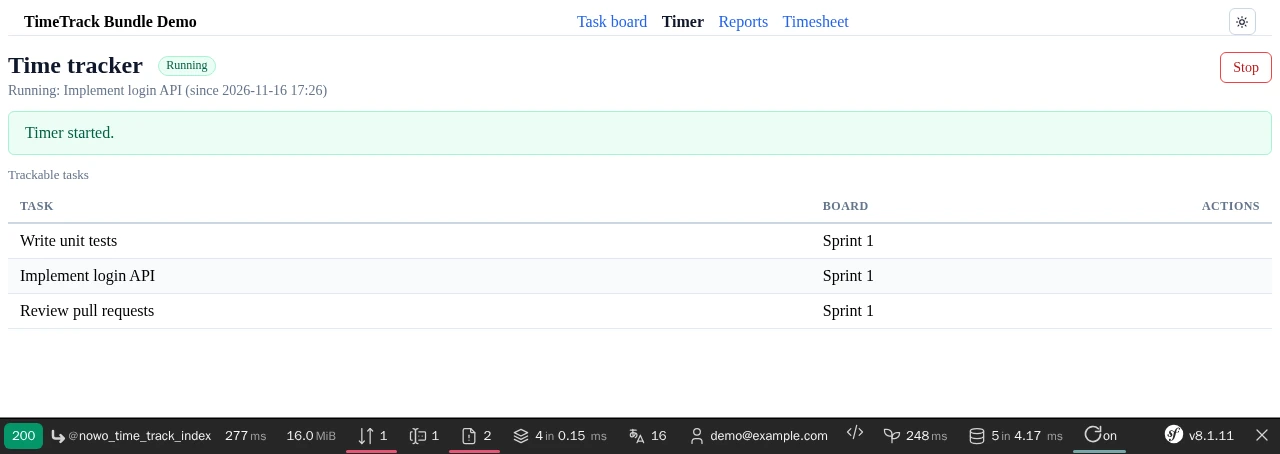 TimeTrack Bundle Demo Task board Timer Reports Timesheet
Time tracker Running Stop
Running: Implement login API (since 2026-11-16 17:26)
Timer started.
Trackable tasks
TASK BOARD ACTIONS
Write unit tests Sprint 1
Implement login API Sprint 1
Review pull requests Sprint 1
200 @nowo_time_track_index 277 ms 16.0 MiB 1 1 2 4 in 0.15 ms 16 demo@example.com 248 ms 5 in 4.17 ms on v8.1.11